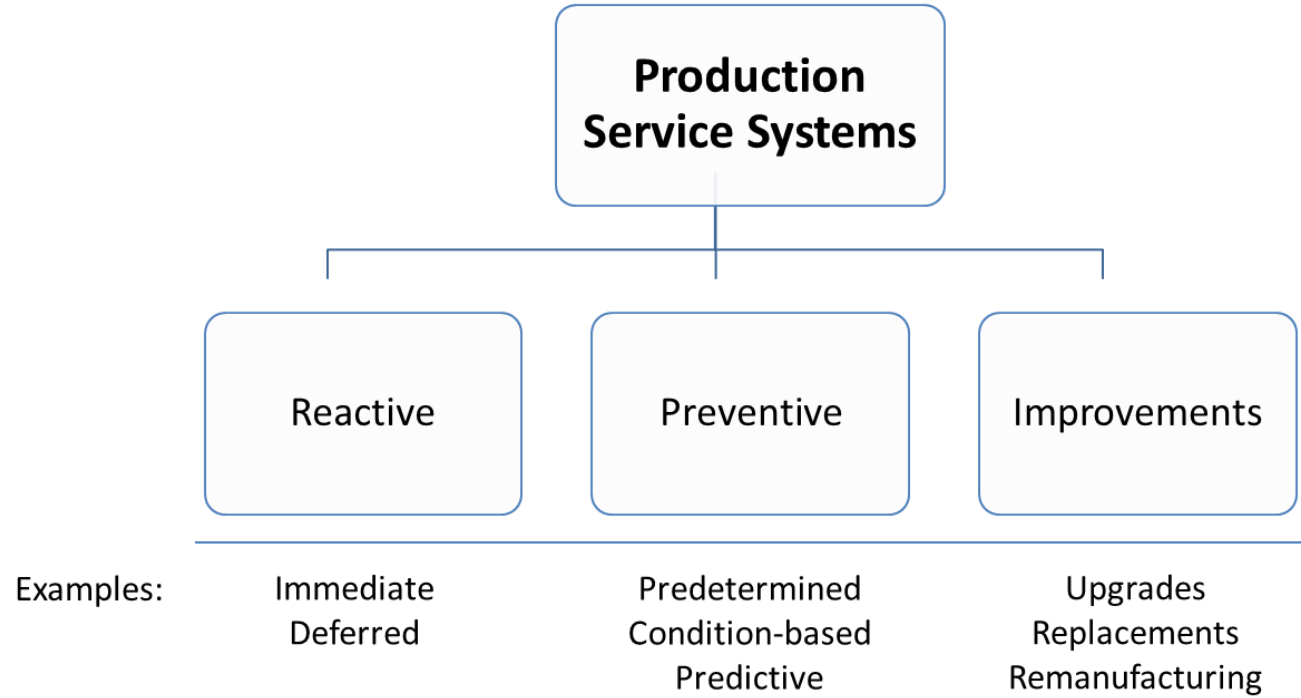 Production
Service Systems
Reactive
Preventive
Improvements
Examples:
Immediate
Deferred
Predetermined
Condition-based
Predictive
Upgrades
Replacements
Remanufacturing